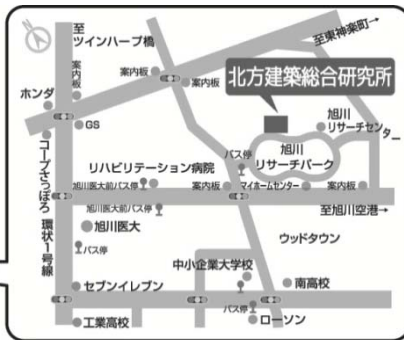 至
ツインハープ橋
至東神楽町→
案内板
案内板
案内板
ホンダ
GS
北方建築総合研究所
旭川
リサーチセンター
旭川
リサーチパーク
バス停
コープさっぽろ
環状1号線
リハビリテーション病院
旭川医大前バス停
案内板
マイホームセンター
案内板
旭川医大前バス停
至旭川空港→
旭川医大
バス停
ウッドタウン
中小企業大学校
セブンイレブン
南高校
バス停
工業高校
ローソン